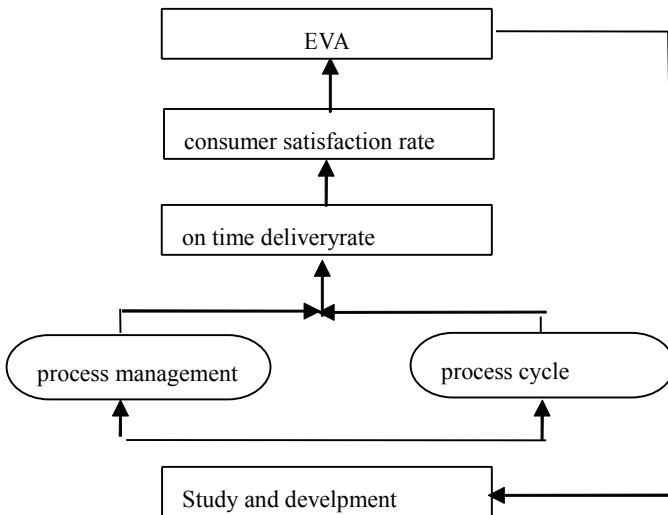 EVA
consumer satisfaction rate
on time deliveryrate
process management
process cycle
Study and develpment